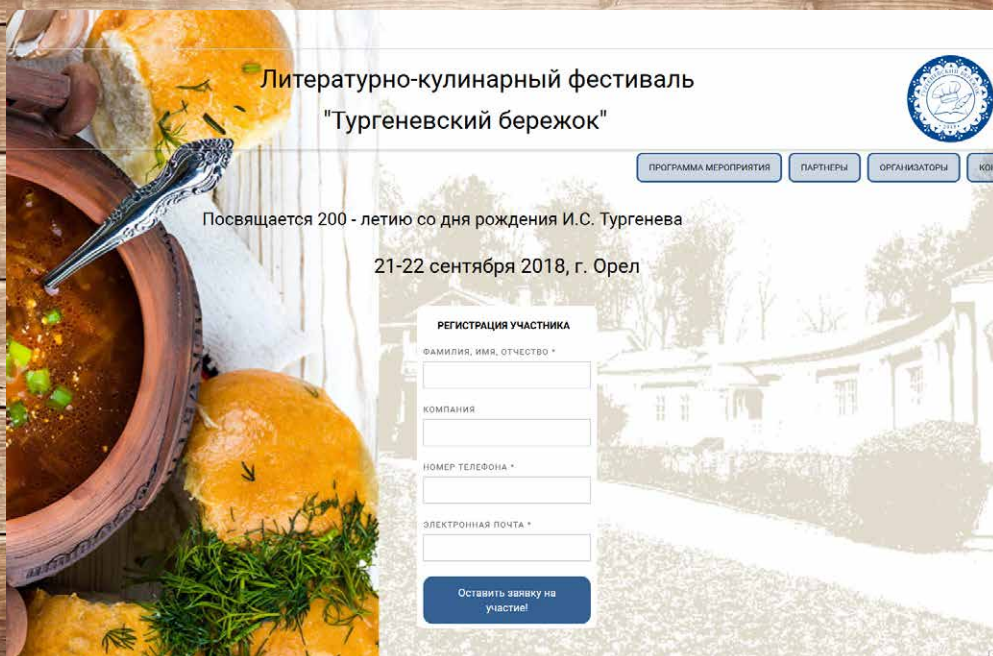 Литературно-кулинарный фестиваль
"Тургеневский бережок"
ПРОГРАММА МЕРОПРИЯТИЯ
ПАРТНЕРЫ
ОРГАНИЗАТОРЫ
Посвящается 200 - летию со дня рождения И.С. Тургенева
21-22 сентября 2018, г. Орел
РЕГИСТРАЦИЯ УЧАСТНИКА
ФАМИЛИЯ, ИМЯ, ОТЧЕСТВО *
КОМПАНИЯ
НОМЕР ТЕЛЕФОНА *
ЭЛЕКТРОННАЯ ПОЧТА *
Оставить заявку на
участие!